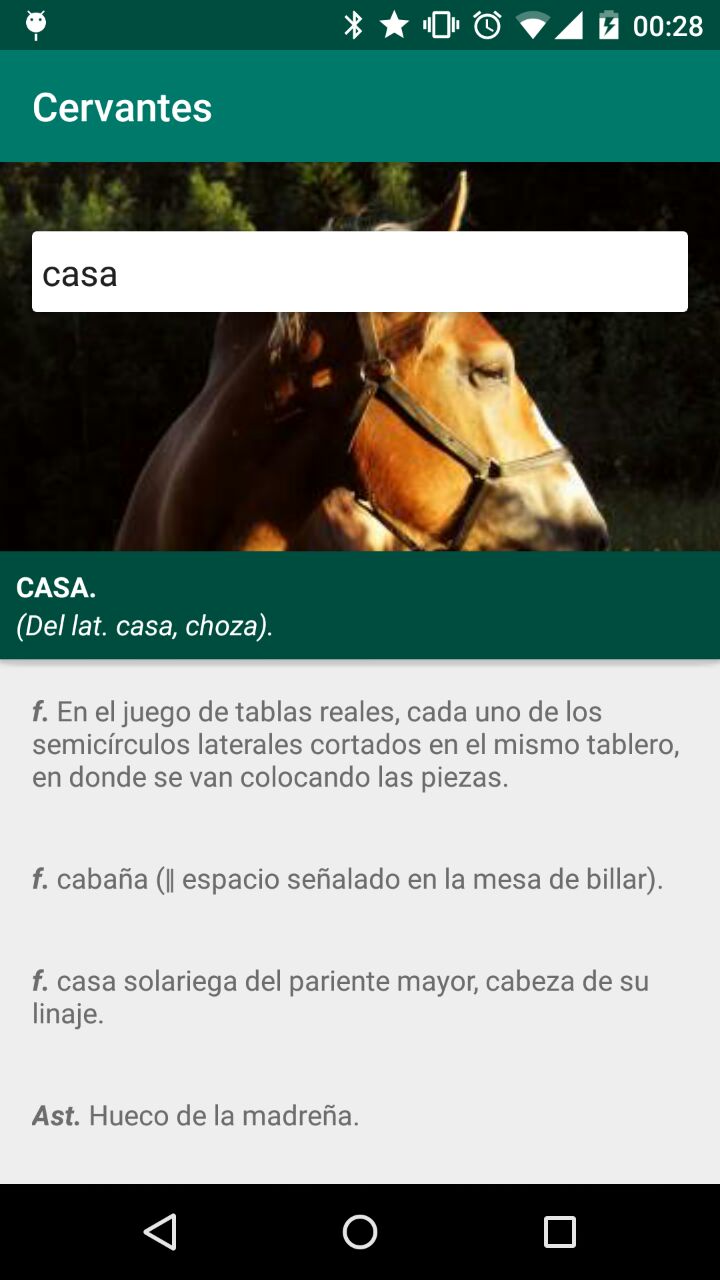 00:28
Cervantes
casa
CASA.
(Del lat. casa, choza).
f. En el juego de tablas reales, cada uno de los
semicírculos laterales cortados en el mismo tablero,
en donde se van colocando las piezas.
f. cabaña (‖ espacio señalado en la mesa de billar).
f. casa solariega del pariente mayor, cabeza de su
linaje.
Ast. Hueco de la madreña.